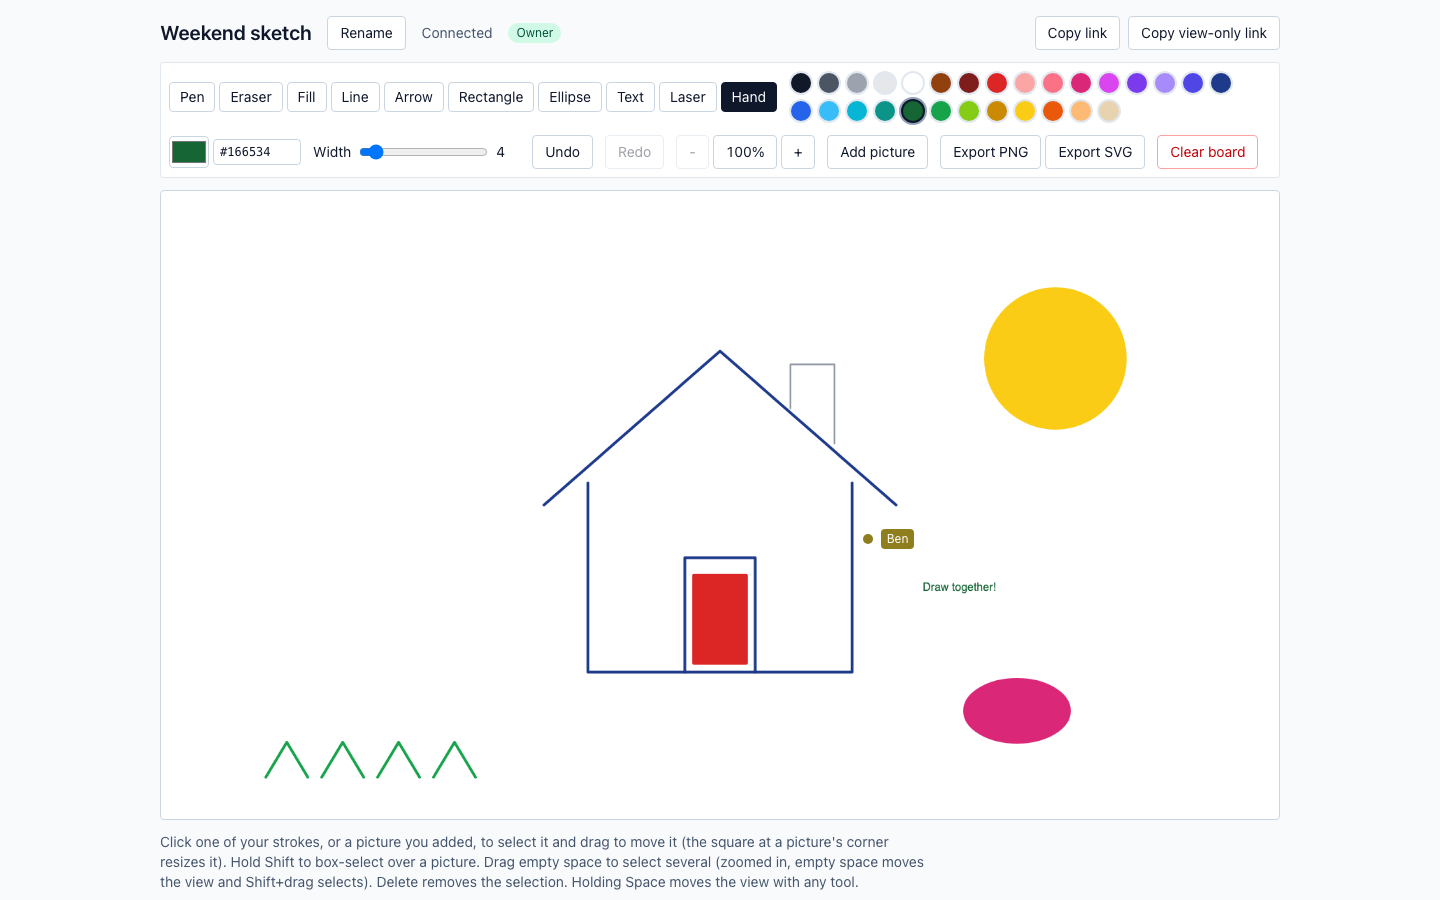 Weekend sketch Rename Connected Owner Copy link Copy view-only link
Pen Eraser Fill Line Arrow Rectangle Ellipse Text Laser Hand
#166534 Width 4 Undo Redo - 100% + Add picture Export PNG Export SVG Clear board
Ben
Draw together!
Click one of your strokes, or a picture you added, to select it and drag to move it (the square at a picture's corner
resizes it). Hold Shift to box-select over a picture. Drag empty space to select several (zoomed in, empty space moves
the view and Shift+drag selects). Delete removes the selection. Holding Space moves the view with any tool.